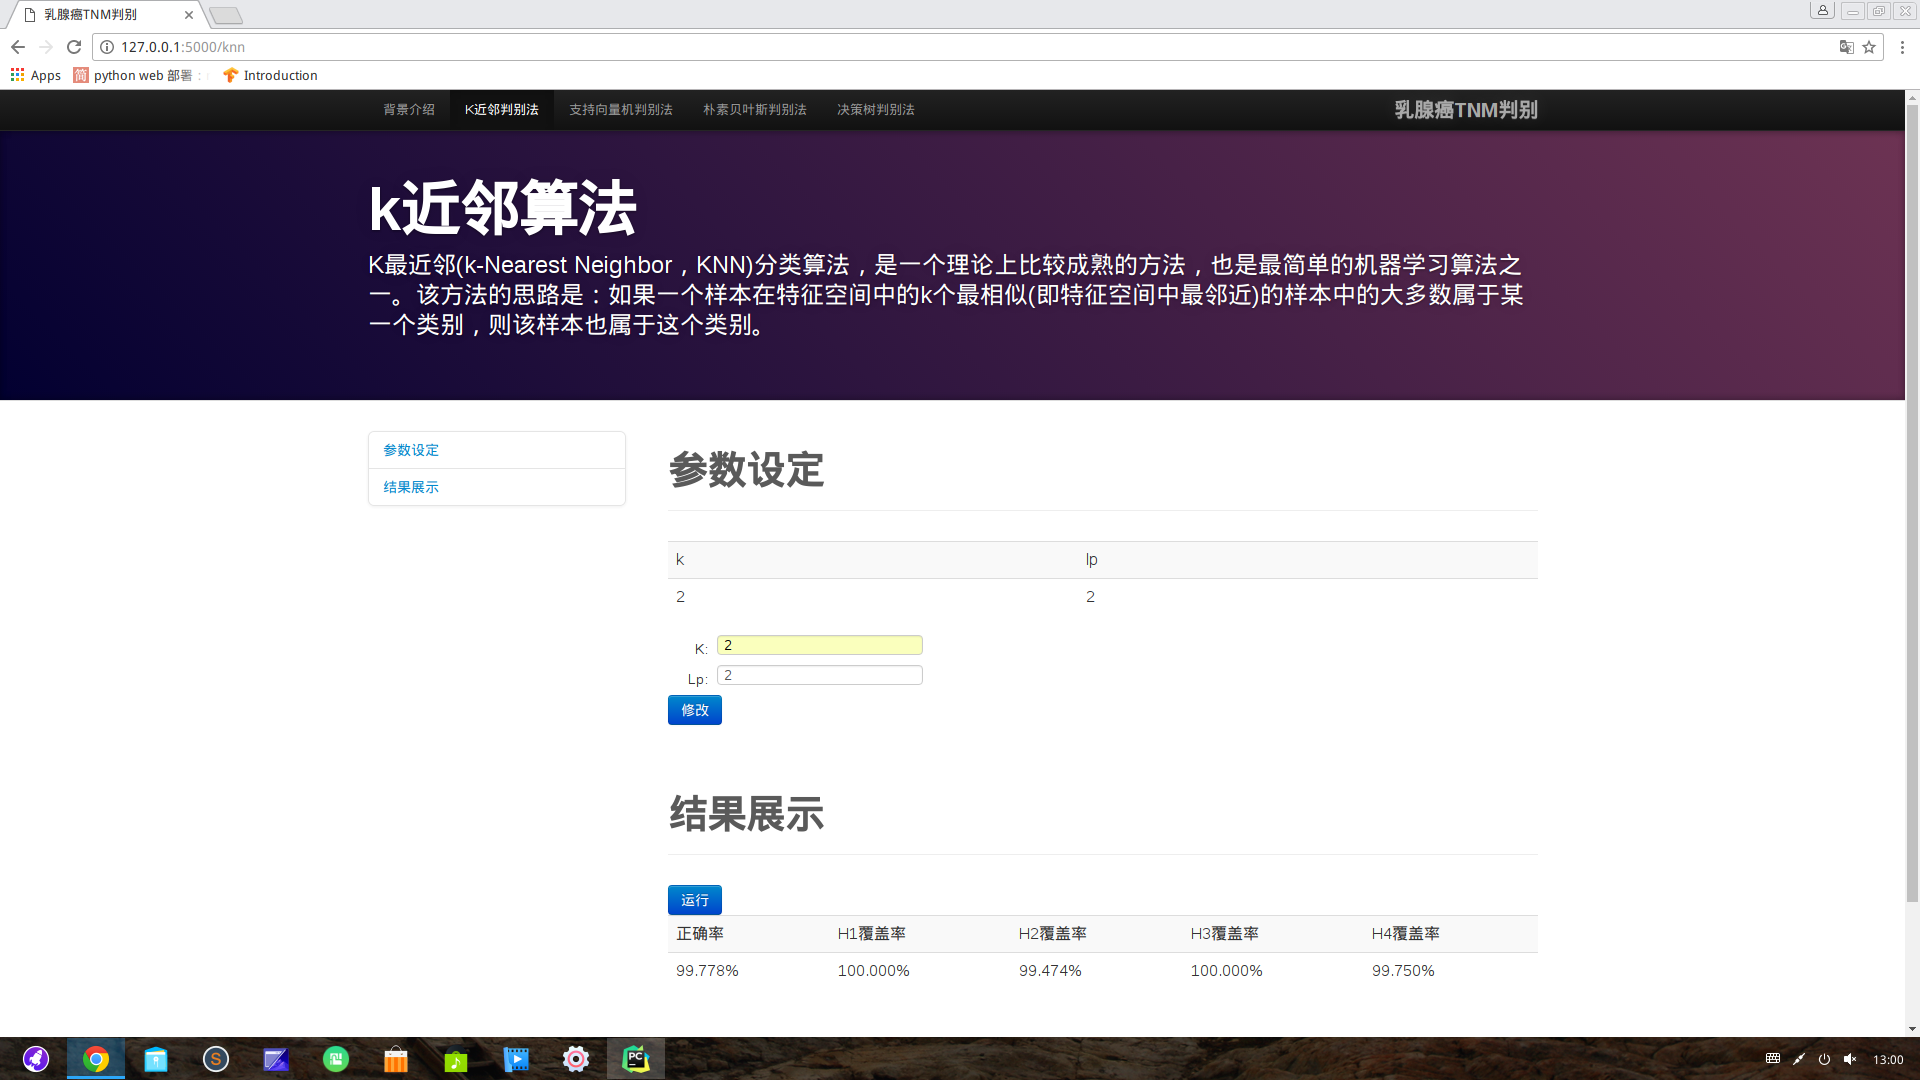 乳腺癌TNM判别
127.0.0.1:5000/knn
Apps
简 python web 部署：
Introduction
背景介绍 K近邻判别法 支持向量机判别法 朴素贝叶斯判别法 决策树判别法 乳腺癌TNM判别
k近邻算法
K最近邻(k-Nearest Neighbor，KNN)分类算法，是一个理论上比较成熟的方法，也是最简单的机器学习算法之
一。该方法的思路是：如果一个样本在特征空间中的k个最相似(即特征空间中最邻近)的样本中的大多数属于某
一个类别，则该样本也属于这个类别。
参数设定
结果展示
参数设定
k lp
2 2
K: 2
Lp: 2
修改
结果展示
运行
正确率 H1覆盖率 H2覆盖率 H3覆盖率 H4覆盖率
99.778% 100.000% 99.474% 100.000% 99.750%
S
PC
13:00